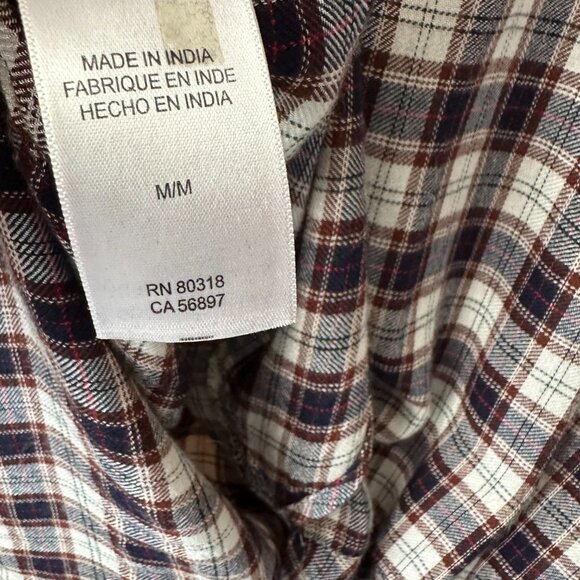 MADE IN INDIA
FABRIQUE EN INDE
HECHO EN INDIA
M/M
RN 80318
CA 56897